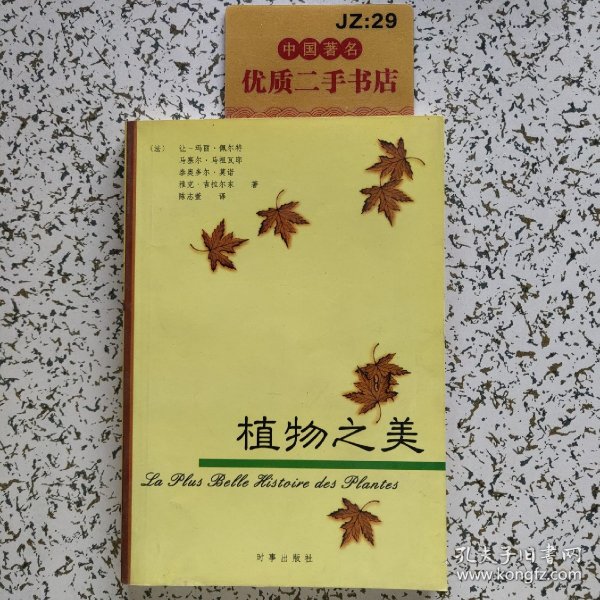 JZ:29
中国著名
优质二手书店
（法） 让－玛丽·佩尔特
马塞尔·马祖瓦耶
泰奥多尔·莫诺
雅克·吉拉尔东 著
陈志萱 译
植物之美
La Plus Belle Histoire des Plantes
时事出版社
孔夫子旧书网
www.kongfz.com